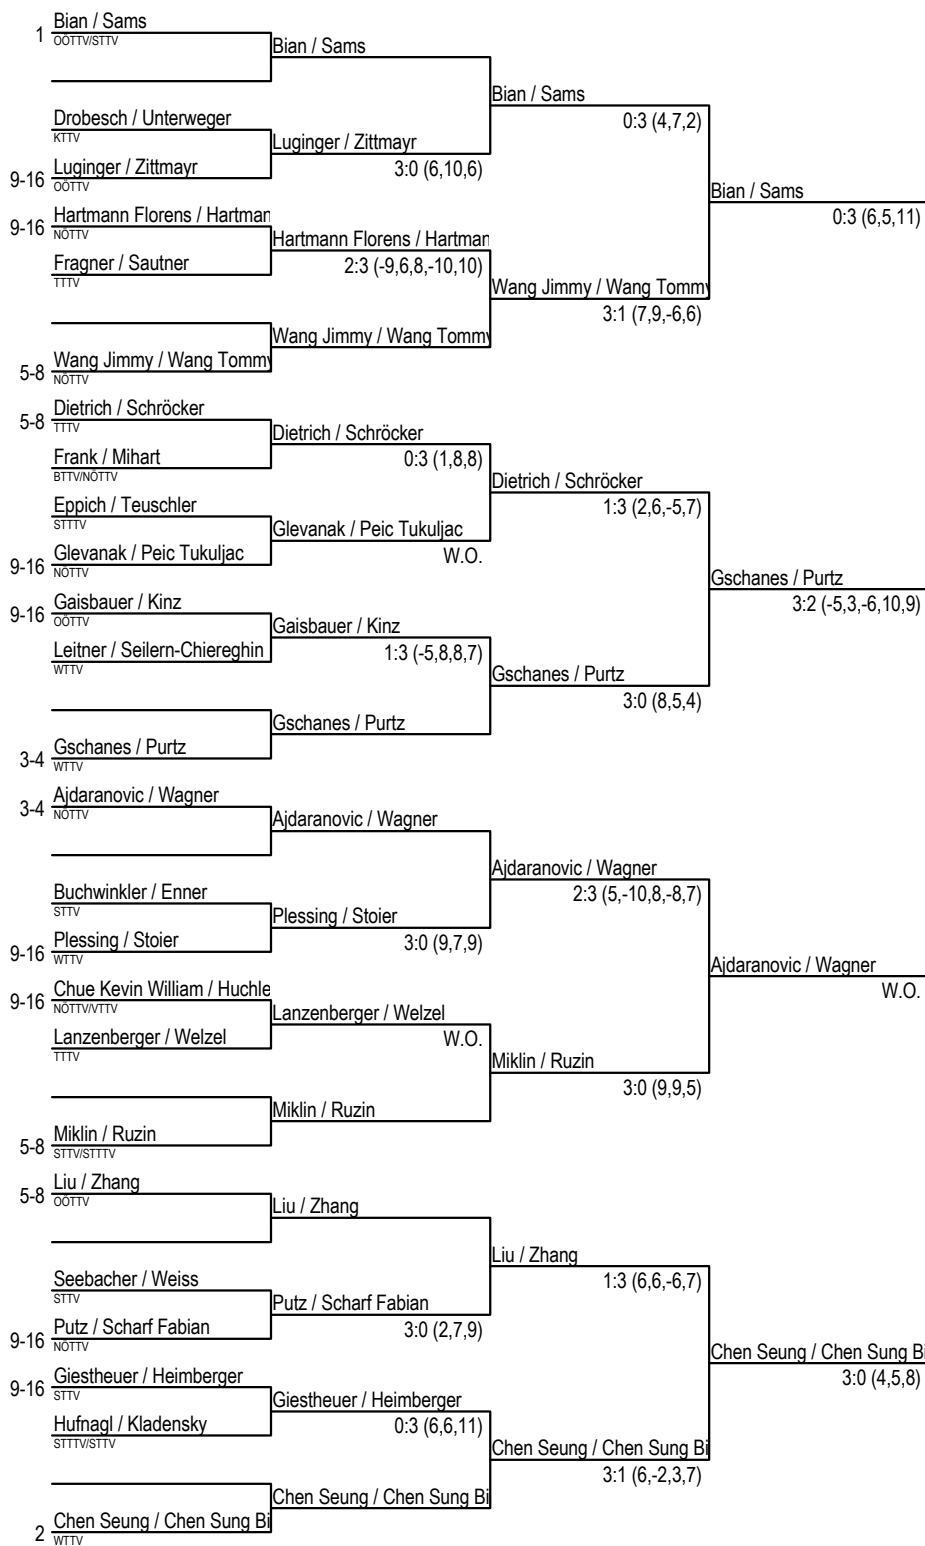 Bian / Sams
1
OÖTTV/STTV
Bian / Sams
Bian / Sams
Drobesch / Unterweger
0:3 (4,7,2)
KTTV
Luginger / Zittmayr
Luginger / Zittmayr
3:0 (6,10,6)
9-16
OÖTTV
Bian / Sams
Hartmann Florens / Hartman
0:3 (6,5,11)
9-16
NÖTTV
Hartmann Florens / Hartman
Fragner / Sautner
2:3 (-9,6,8,-10,10)
TTTV
Wang Jimmy / Wang Tommy
3:1 (7,9,-6,6)
Wang Jimmy / Wang Tommy
Wang Jimmy / Wang Tommy
5-8
NÖTTV
Dietrich / Schröcker
5-8
TTTV
Dietrich / Schröcker
Frank / Mihart
0:3 (1,8,8)
BTTV/NÖTTV
Dietrich / Schröcker
Eppich / Teuschler
1:3 (2,6,-5,7)
STTTV
Glevanak / Peic Tukuljac
Glevanak / Peic Tukuljac
W.O.
9-16
NÖTTV
Gschanes / Purtz
Gaisbauer / Kinz
3:2 (-5,3,-6,10,9)
9-16
OÖTTV
Gaisbauer / Kinz
Leitner / Seilern-Chiereghin
1:3 (-5,8,8,7)
WTTV
Gschanes / Purtz
3:0 (8,5,4)
Gschanes / Purtz
Gschanes / Purtz
3-4
WTTV
Ajdaranovic / Wagner
3-4
NÖTTV
Ajdaranovic / Wagner
Ajdaranovic / Wagner
Buchwinkler / Enner
2:3 (5,-10,8,-8,7)
STTV
Plessing / Stoier
Plessing / Stoier
3:0 (9,7,9)
9-16
WTTV
Ajdaranovic / Wagner
Chue Kevin William / Huchle
W.O.
9-16
NÖTTV/VTTV
Lanzenberger / Welzel
Lanzenberger / Welzel
W.O.
TTTV
Miklin / Ruzin
3:0 (9,9,5)
Miklin / Ruzin
Miklin / Ruzin
5-8
STTV/STTTV
Liu / Zhang
5-8
OÖTTV
Liu / Zhang
Liu / Zhang
Seebacher / Weiss
1:3 (6,6,-6,7)
STTV
Putz / Scharf Fabian
Putz / Scharf Fabian
3:0 (2,7,9)
9-16
NÖTTV
Chen Seung / Chen Sung Bi
Giestheuer / Heimberger
3:0 (4,5,8)
9-16
STTV
Giestheuer / Heimberger
Hufnagl / Kladensky
0:3 (6,6,11)
STTTV/STTV
Chen Seung / Chen Sung Bi
3:1 (6,-2,3,7)
Chen Seung / Chen Sung Bi
Chen Seung / Chen Sung Bi
2
WTTV